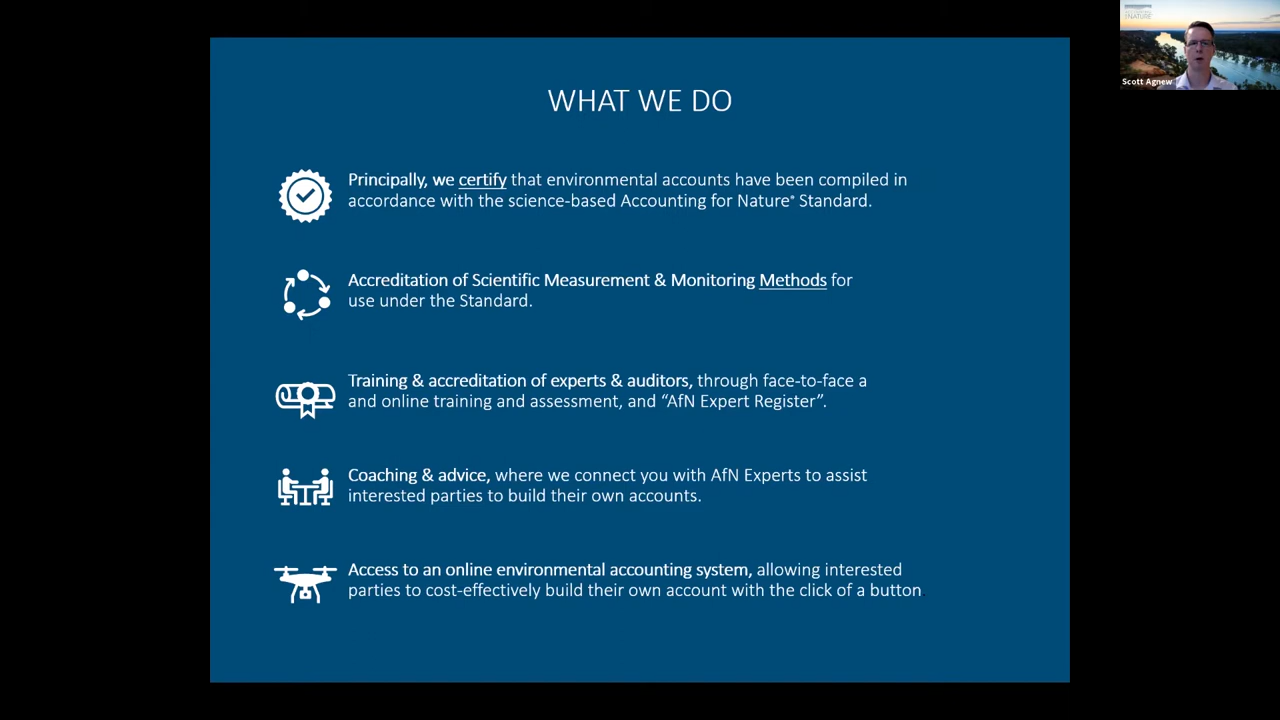 WHAT WE DO
Principally, we certify that environmental accounts have been compiled in
accordance with the science-based Accounting for Nature® Standard.
Accreditation of Scientific Measurement & Monitoring Methods for
use under the Standard.
Training & accreditation of experts & auditors, through face-to-face a
and online training and assessment, and “AfN Expert Register”.
Coaching & advice, where we connect you with AfN Experts to assist
interested parties to build their own accounts.
Access to an online environmental accounting system, allowing interested
parties to cost-effectively build their own account with the click of a button
NATURE
Scott Agnew